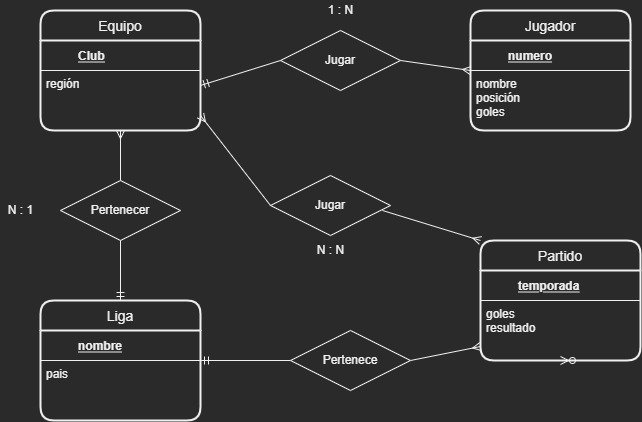 1 : N
Equipo
Club
región
Jugar
Jugador
numero
nombre
posición
goles
N : 1
Pertenecer
Jugar
N : N
Partido
temporada
goles
resultado
Liga
nombre
pais
Pertenece